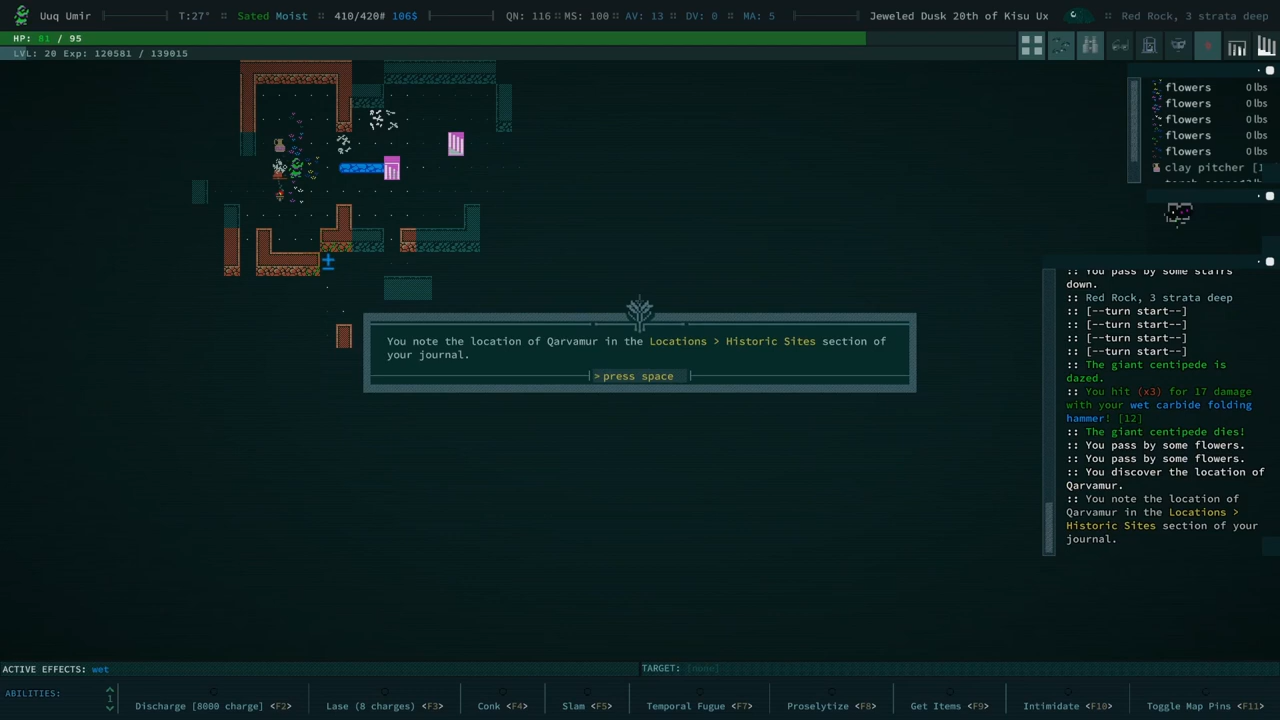 Uuq Umir T:27° :: Sated Moist :: 410/420# 106$ QN: 116 :: MS: 100 :: AV: 13 :: DV: 0 :: MA: 5 Jeweled Dusk 20th of Kisu Ux :: Red Rock, 3 strata deep
HP: 81 / 95
LVL: 20 Exp: 120581 / 139015
flowers 0 lbs
flowers 0 lbs
flowers 0 lbs
flowers 0 lbs
flowers 0 lbs
clay pitcher [1
:: You pass by some stairs
down.
:: Red Rock, 3 strata deep
:: [--turn start--]
:: [--turn start--]
:: [--turn start--]
:: [--turn start--]
:: The giant centipede is
dazed.
:: You hit (x3) for 17 damage
with your wet carbide folding
hammer! [12]
:: The giant centipede dies!
:: You pass by some flowers.
:: You pass by some flowers.
:: You discover the location of
Qarvamur.
:: You note the location of
Qarvamur in the Locations >
Historic Sites section of your
journal.
You note the location of Qarvamur in the Locations > Historic Sites section of
your journal.
> press space
ACTIVE EFFECTS: wet
TARGET: [none]
ABILITIES: 1 Discharge [8000 charge] <F2> Lase (8 charges) <F3> Conk <F4> Slam <F5> Temporal Fugue <F7> Proselytize <F8> Get Items <F9> Intimidate <F10> Toggle Map Pins <F11>